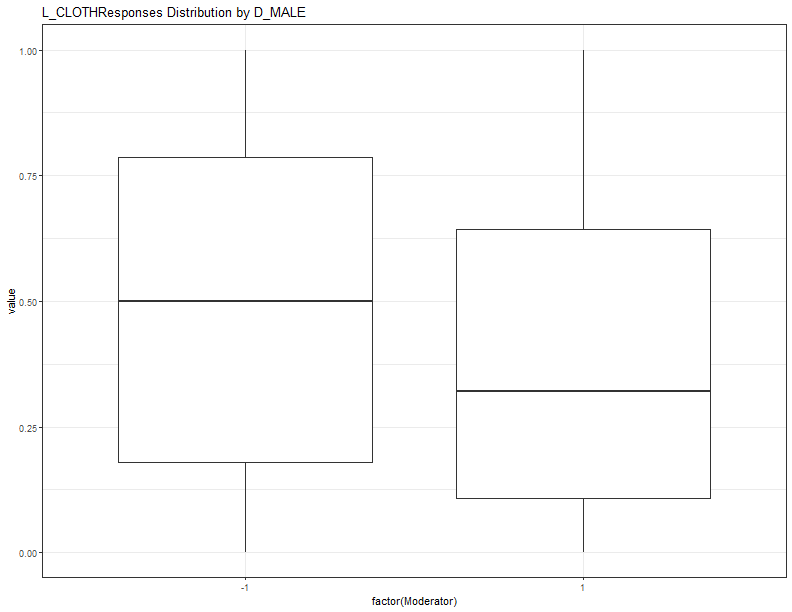 L_CLOTHResponses Distribution by D_MALE
1.00
0.75
0.50
0.25
0.00
value
-1
1
factor(Moderator)